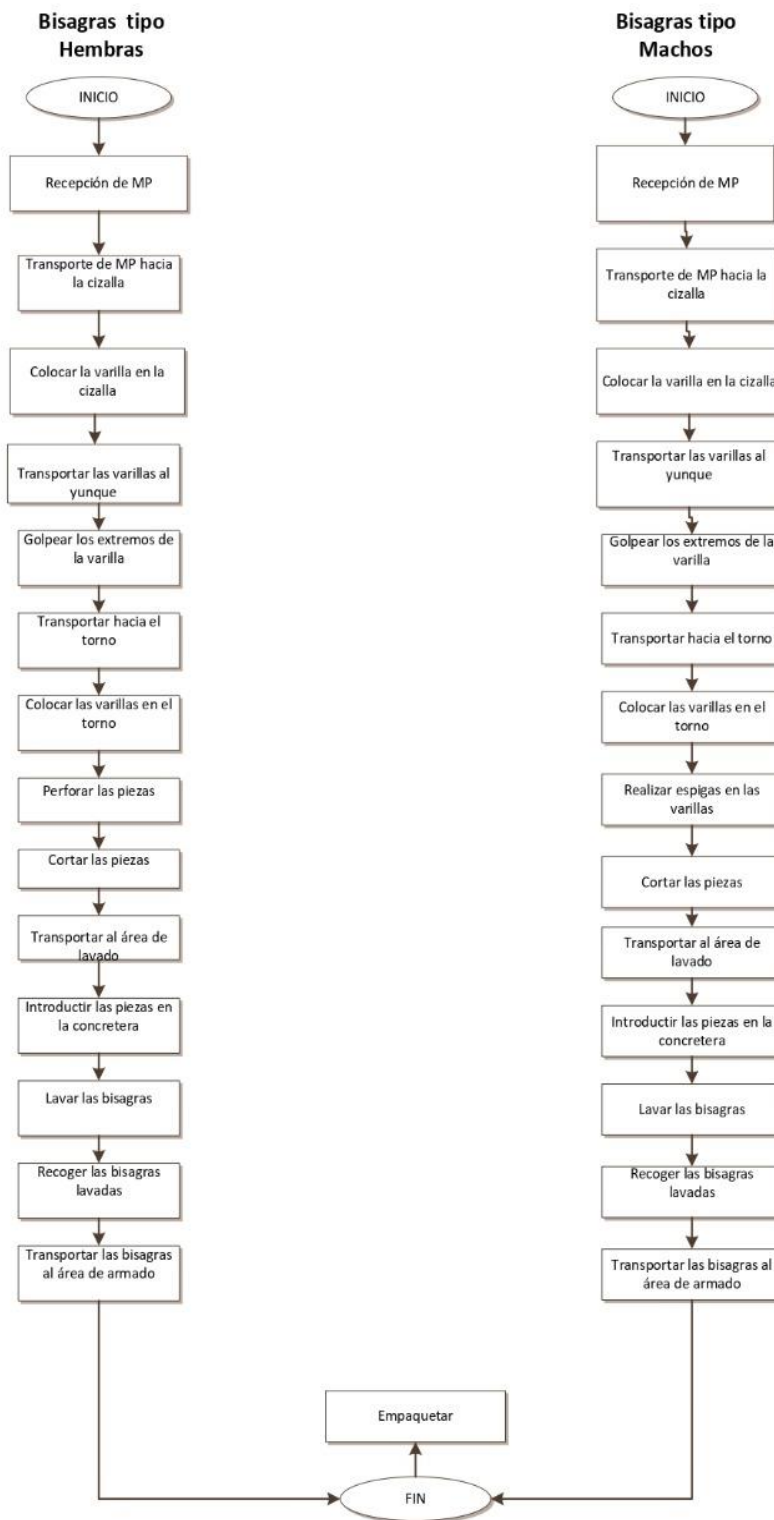 Bisagras tipo
Hembras
INICIO
Recepción de MP
Transporte de MP hacia
la cizalla
Colocar la varilla en la
cizalla
Transportar las varillas al
yunque
Golpear los extremos de
la varilla
Transportar hacia el
torno
Colocar las varillas en el
torno
Perforar las piezas
Cortar las piezas
Transportar al área de
lavado
Introductir las piezas en
la concretera
Lavar las bisagras
Recoger las bisagras
lavadas
Transportar las bisagras
al área de armado
Bisagras tipo
Machos
INICIO
Recepción de MP
Transporte de MP hacia la
cizalla
Colocar la varilla en la cizalla
Transportar las varillas al
yunque
Golpear los extremos de la
varilla
Transportar hacia el torno
Colocar las varillas en el
torno
Realizar espigas en las
varillas
Cortar las piezas
Transportar al área de
lavado
Introductir las piezas en la
concretera
Lavar las bisagras
Recoger las bisagras
lavadas
Transportar las bisagras al
área de armado
Empaquetar
FIN